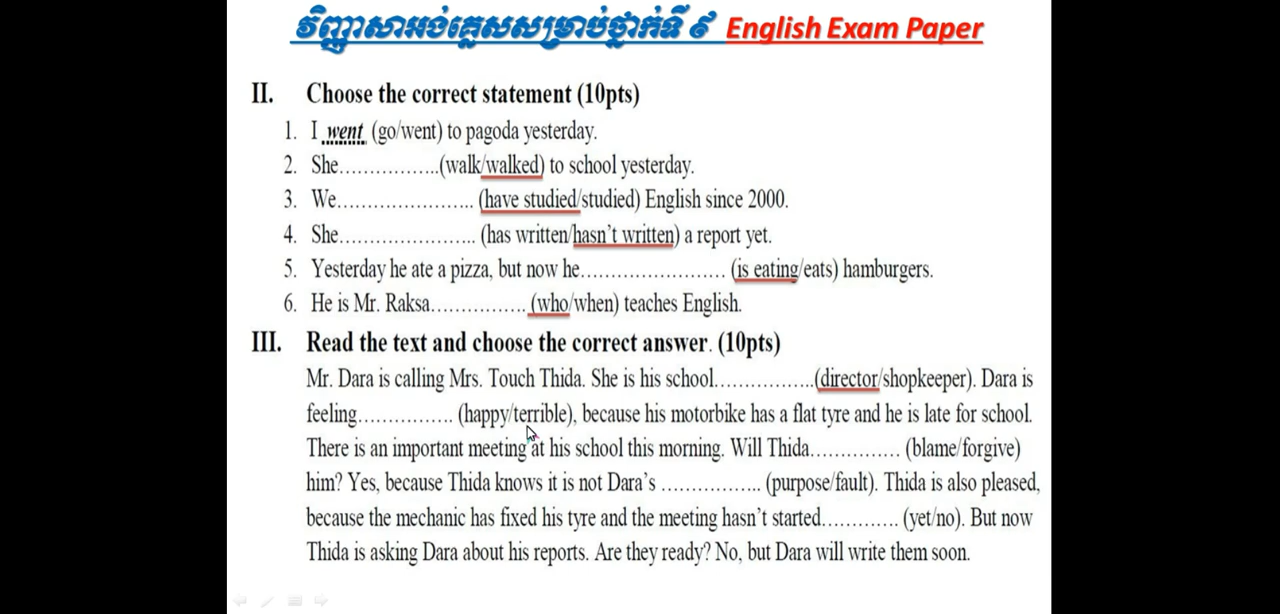 វិញ្ញាសាអង់គ្លេសសម្រាប់ថ្នាក់ទី ៩ English Exam Paper
II. Choose the correct statement (10pts)
1. I went (go/went) to pagoda yesterday.
2. She……………..(walk/walked) to school yesterday.
3. We………………….. (have studied/studied) English since 2000.
4. She………………….. (has written/hasn't written) a report yet.
5. Yesterday he ate a pizza, but now he…………………… (is eating/eats) hamburgers.
6. He is Mr. Raksa……………. (who/when) teaches English.
III. Read the text and choose the correct answer. (10pts)
Mr. Dara is calling Mrs. Touch Thida. She is his school……………..(director/shopkeeper). Dara is
feeling……………. (happy/terrible), because his motorbike has a flat tyre and he is late for school.
There is an important meeting at his school this morning. Will Thida…………… (blame/forgive)
him? Yes, because Thida knows it is not Dara's …………….. (purpose/fault). Thida is also pleased,
because the mechanic has fixed his tyre and the meeting hasn't started…………. (yet/no). But now
Thida is asking Dara about his reports. Are they ready? No, but Dara will write them soon.